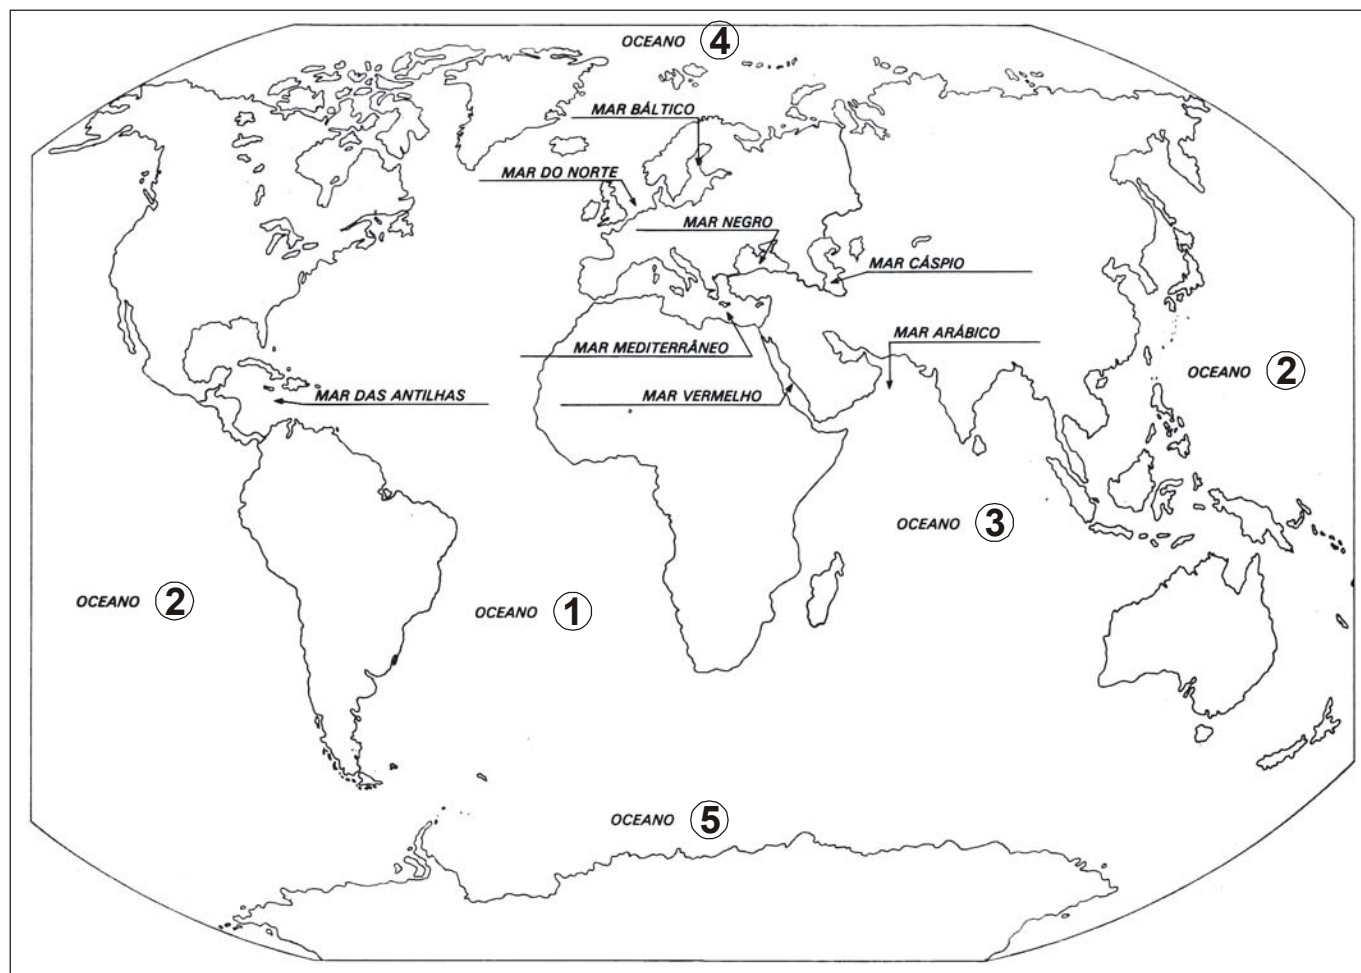 OCEANO 4
MAR BÁLTICO
MAR DO NORTE
MAR NEGRO
MAR CÁSPIO
MAR ARÁBICO
MAR MEDITERRÂNEO
OCEANO 2
MAR DAS ANTILHAS
MAR VERMELHO
OCEANO 3
OCEANO 2
OCEANO 1
OCEANO 5